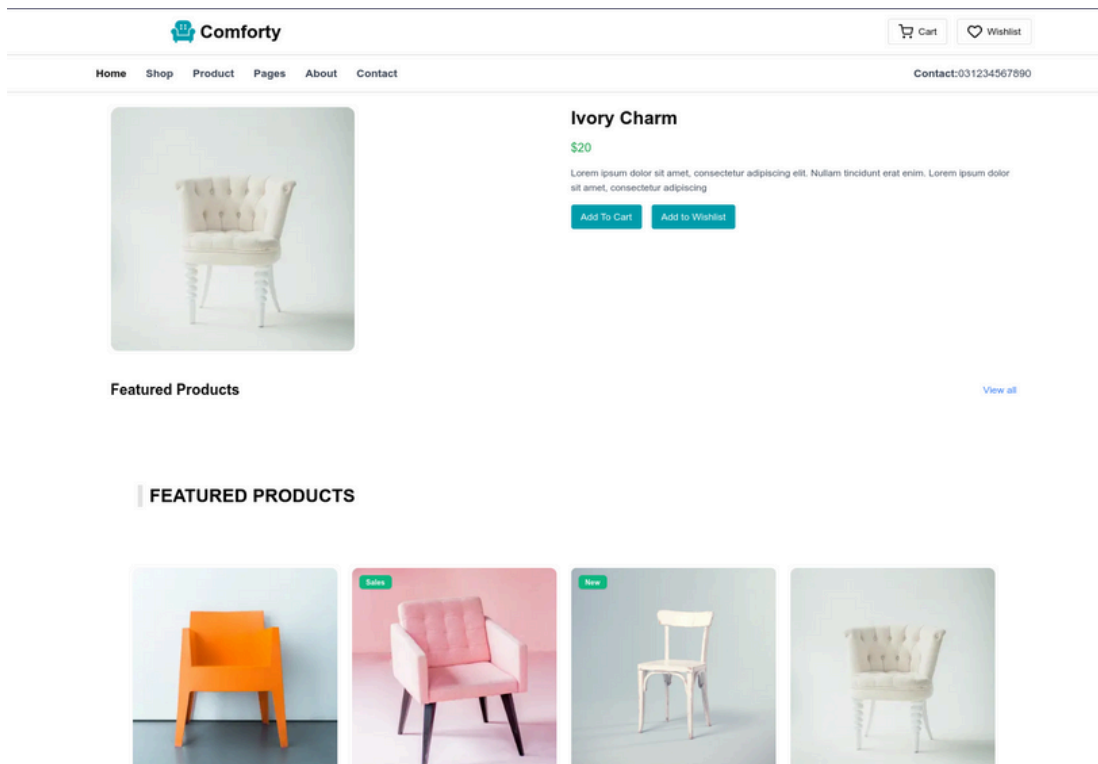 Comforty
Cart
Wishlist
Home Shop Product Pages About Contact
Contact:031234567890
Ivory Charm
$20
Lorem ipsum dolor sit amet, consectetur adipiscing elit. Nullam tincidunt erat enim. Lorem ipsum dolor
sit amet, consectetur adipiscing
Add To Cart
Add to Wishlist
Featured Products
View all
FEATURED PRODUCTS
Sales
New